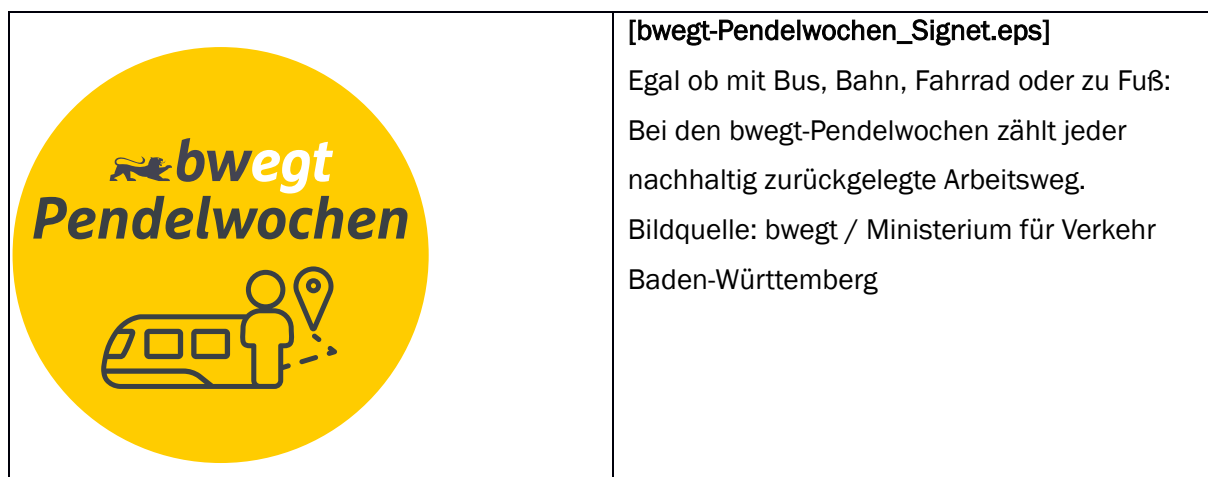 bwegt
Pendelwochen
[bwegt-Pendelwochen_Signet.eps]
Egal ob mit Bus, Bahn, Fahrrad oder zu Fuß:
Bei den bwegt-Pendelwochen zählt jeder
nachhaltig zurückgelegte Arbeitsweg.
Bildquelle: bwegt / Ministerium für Verkehr
Baden-Württemberg